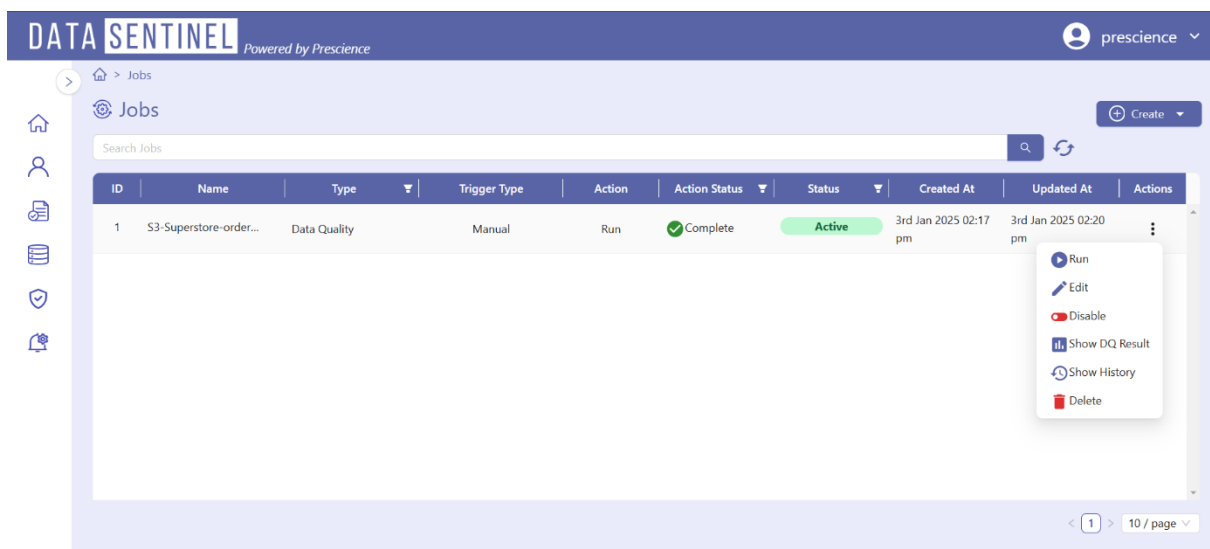 DATA SENTINEL Powered by Prescience
prescience
> Jobs
Jobs
Create
Search Jobs
ID Name Type Trigger Type Action Action Status Status Created At Updated At Actions
1 S3-Superstore-order... Data Quality Manual Run Complete Active 3rd Jan 2025 02:17 pm 3rd Jan 2025 02:20 pm
Run
Edit
Disable
Show DQ Result
Show History
Delete
< 1 > 10 / page